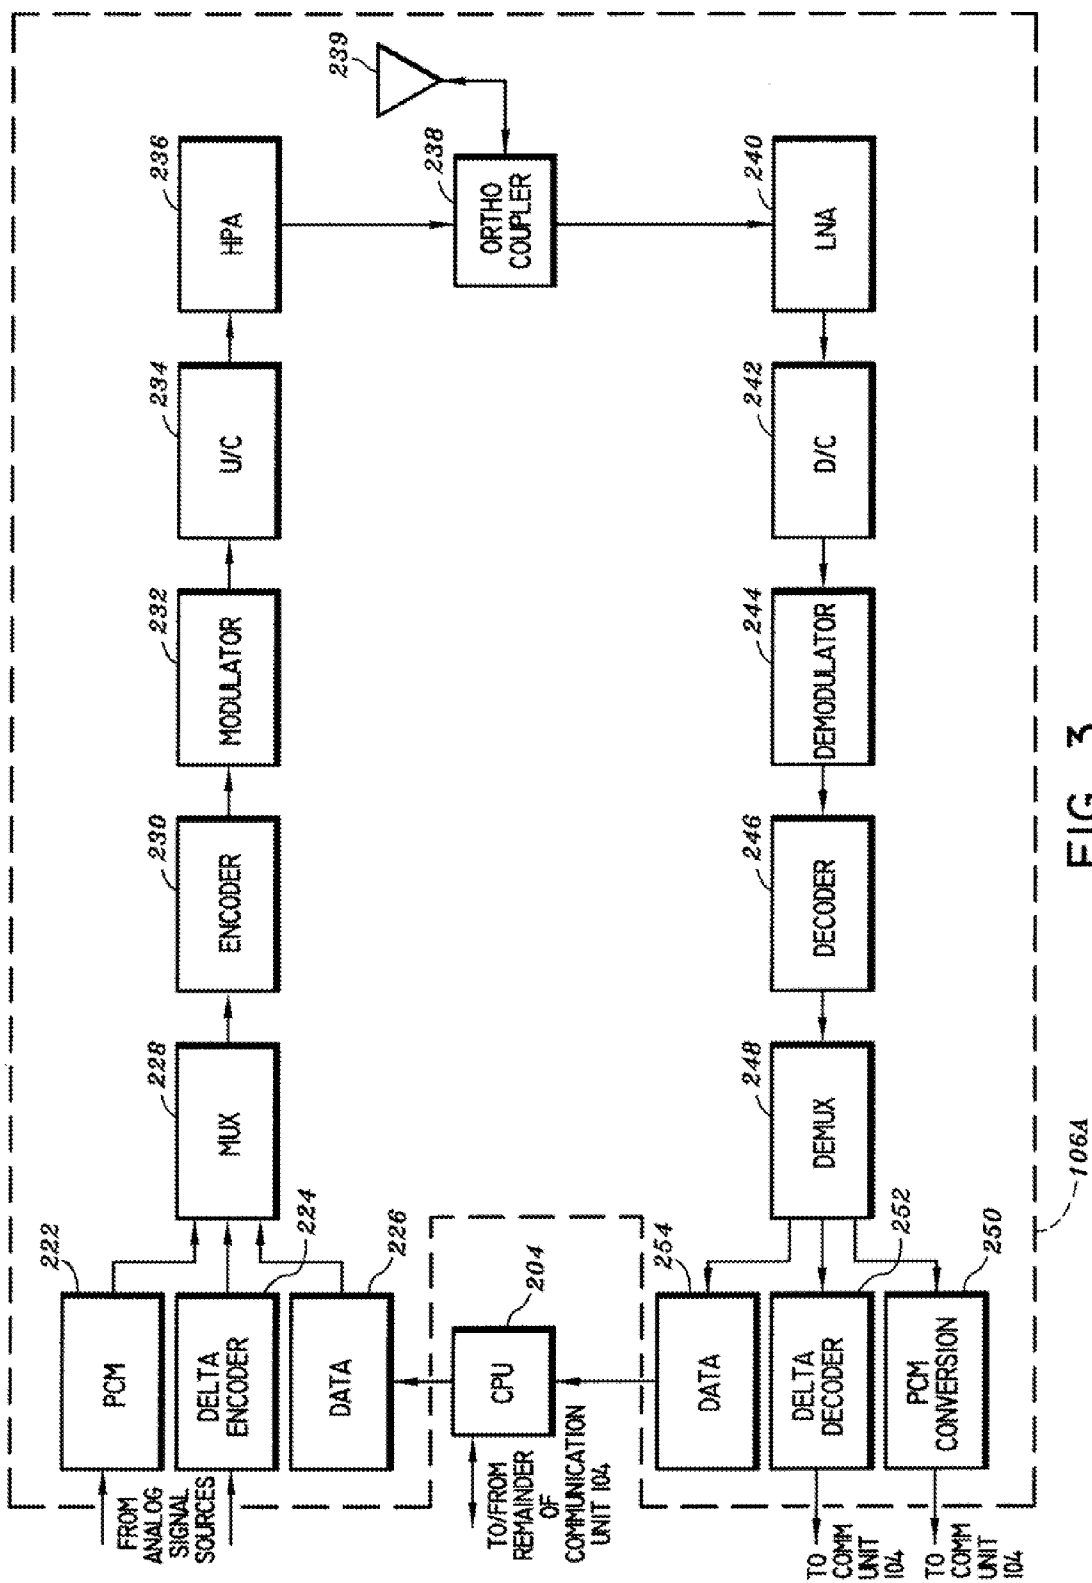 FROM ANALOG
SIGNAL
SOURCES
PCM
222
DELTA
ENCODER
224
DATA
226
MUX
228
ENCODER
230
MODULATOR
232
U/C
234
HPA
236
239
ORTHO
COUPLER
238
TO/FROM
REMAINDER
OF
COMMUNICATION
UNIT 104
CPU
204
LNA
240
D/C
242
DEMODULATOR
244
DECODER
246
DEMUX
248
DATA
254
DELTA
DECODER
252
PCM
CONVERSION
250
TO
COMM
UNIT
104
TO
COMM
UNIT
104
106A
FIG. 3